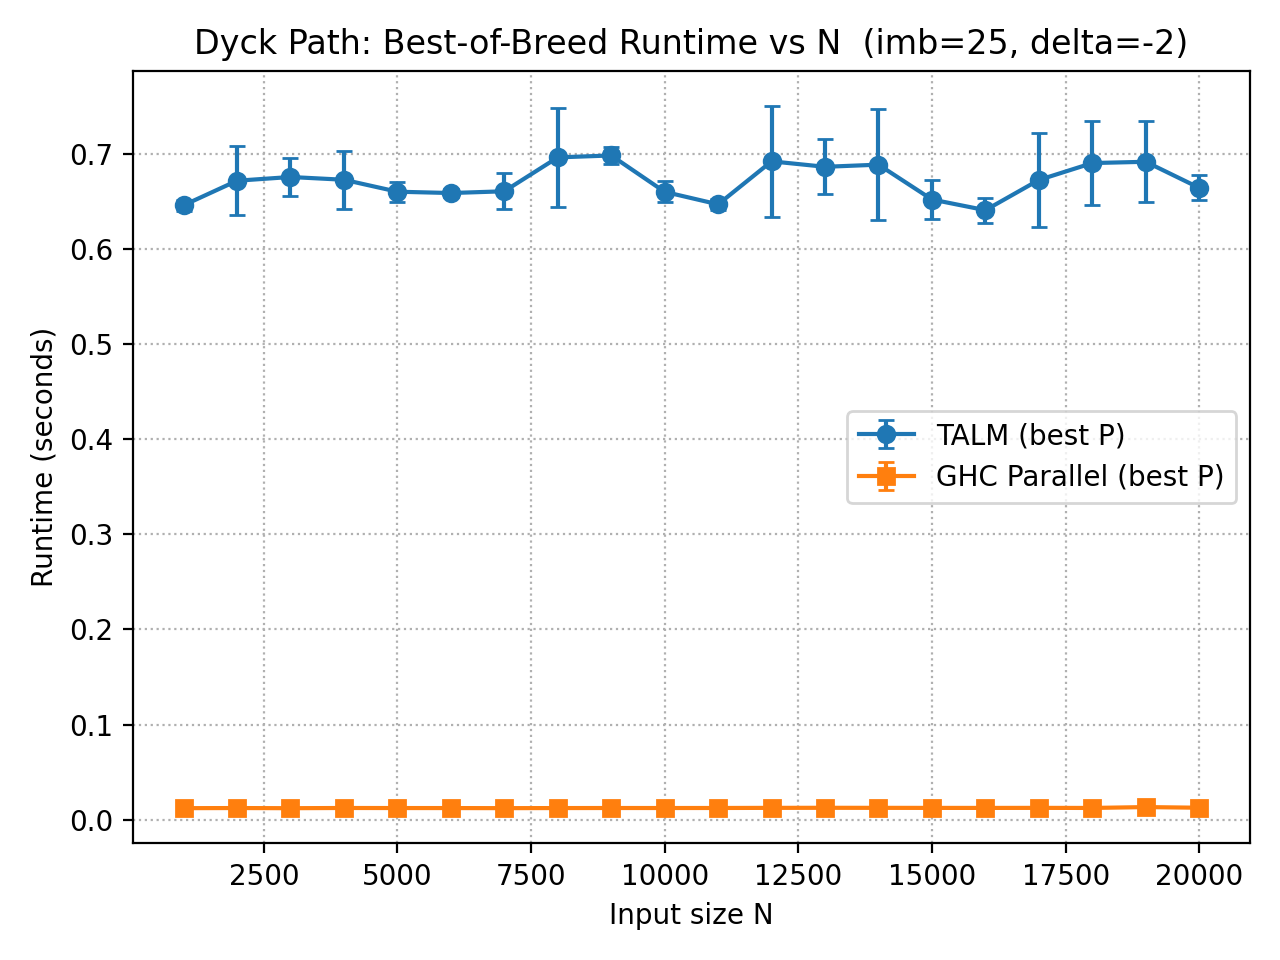 Dyck Path: Best-of-Breed Runtime vs N  (imb=25, delta=-2)
Runtime (seconds)
0.7
0.6
0.5
0.4
0.3
0.2
0.1
0.0
TALM (best P)
GHC Parallel (best P)
2500 5000 7500 10000 12500 15000 17500 20000
Input size N